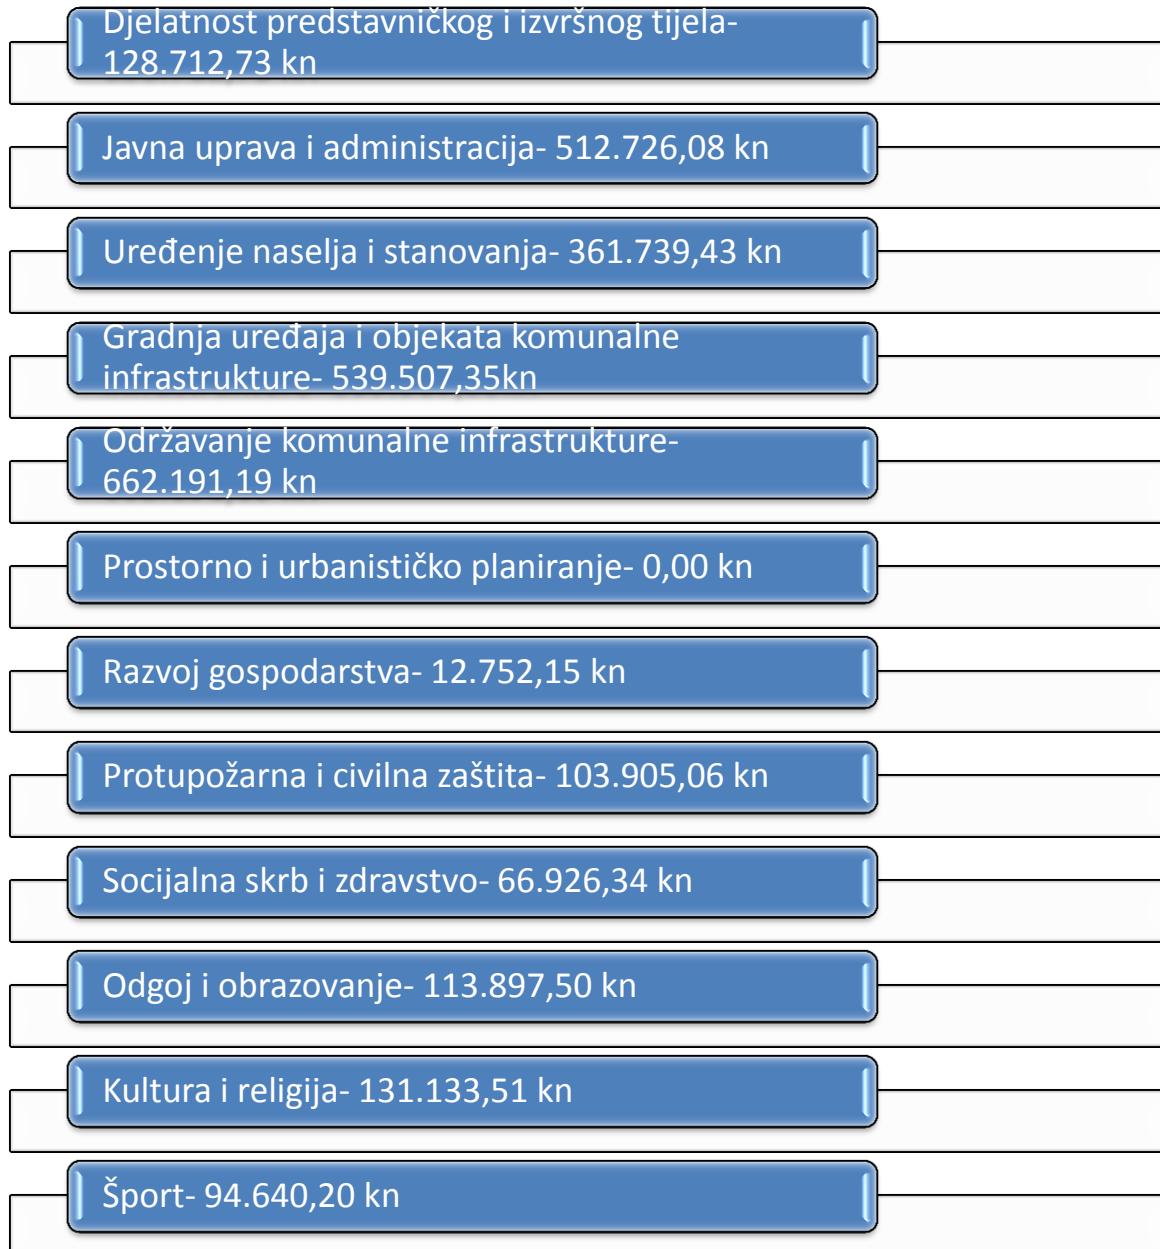 Djelatnost predstavničkog i izvršnog tijela-
128.712,73 kn
Javna uprava i administracija- 512.726,08 kn
Uređenje naselja i stanovanja- 361.739,43 kn
Gradnja uređaja i objekata komunalne
infrastrukture- 539.507,35kn
Održavanje komunalne infrastrukture-
662.191,19 kn
Prostorno i urbanističko planiranje- 0,00 kn
Razvoj gospodarstva- 12.752,15 kn
Protupožarna i civilna zaštita- 103.905,06 kn
Socijalna skrb i zdravstvo- 66.926,34 kn
Odgoj i obrazovanje- 113.897,50 kn
Kultura i religija- 131.133,51 kn
Šport- 94.640,20 kn